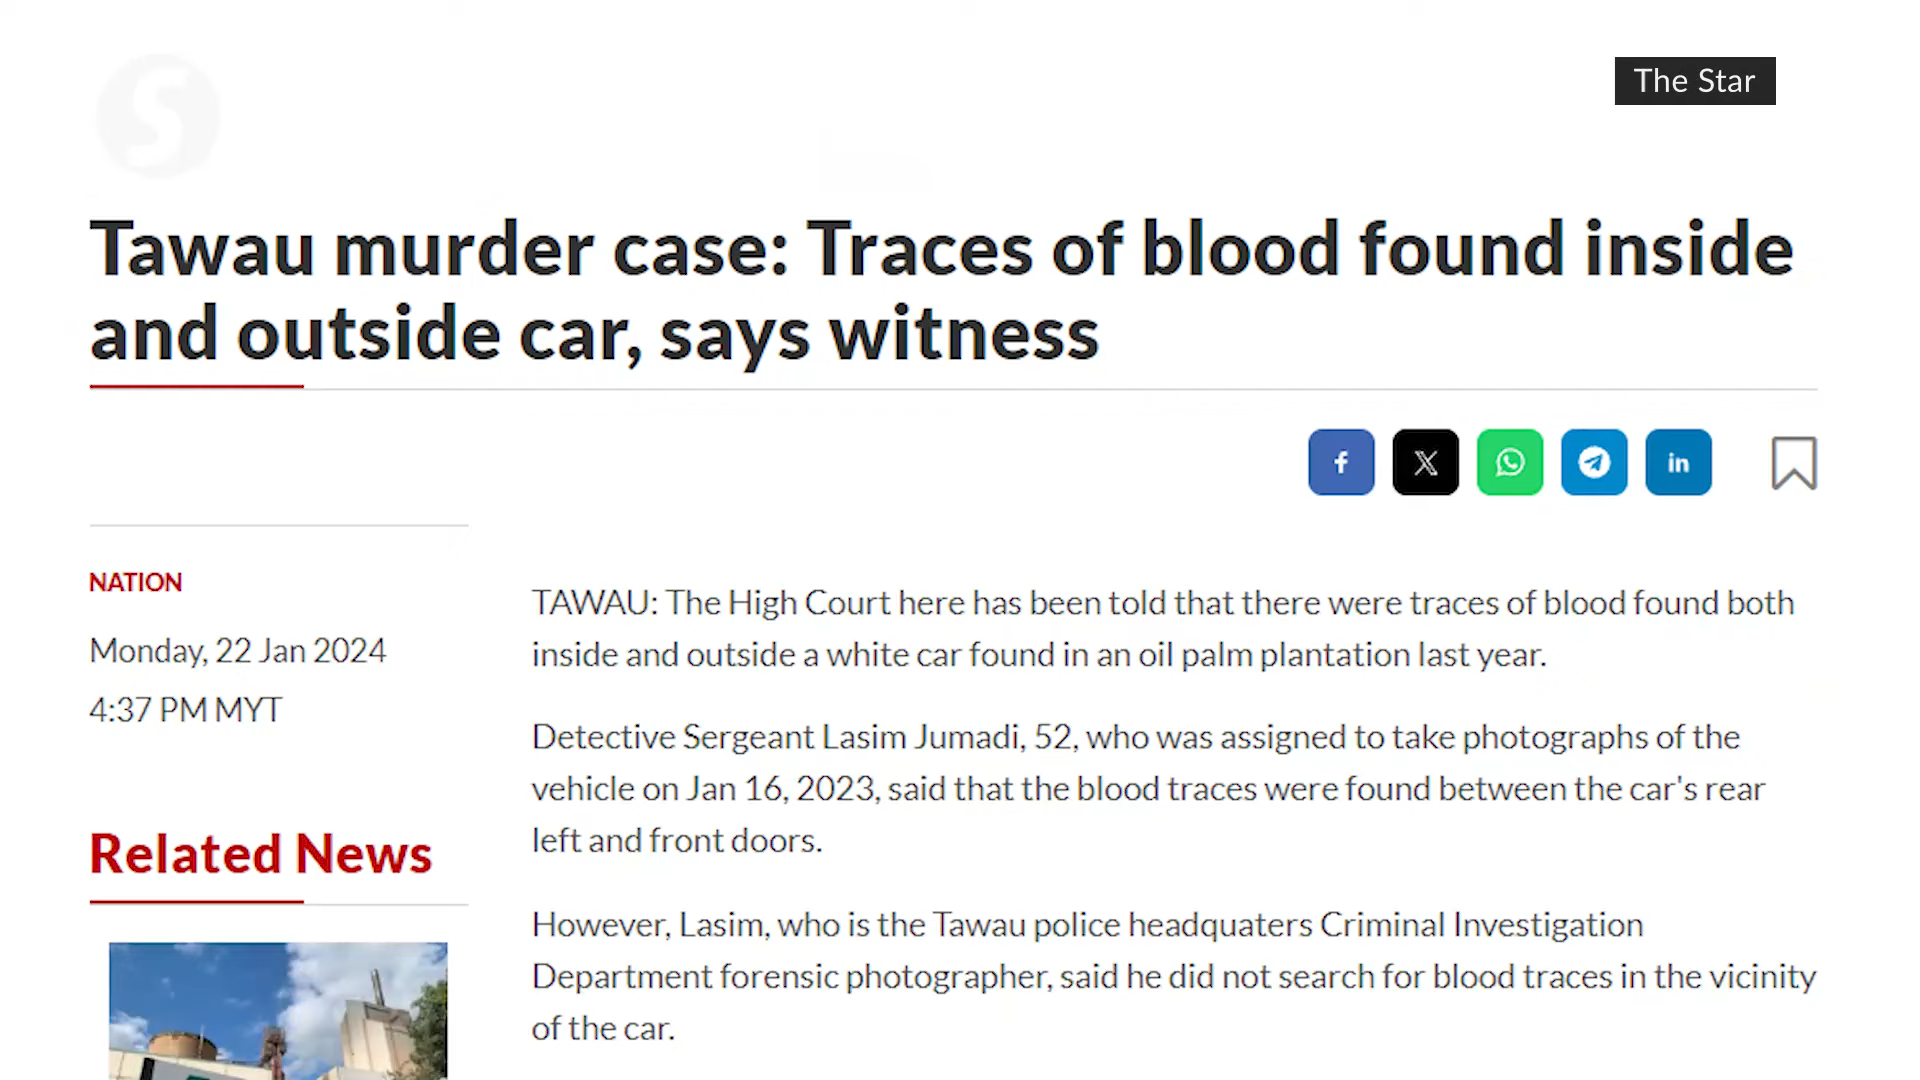 The Star
Tawau murder case: Traces of blood found inside
and outside car, says witness
NATION
Monday, 22 Jan 2024
4:37 PM MYT
Related News
TAWAU: The High Court here has been told that there were traces of blood found both
inside and outside a white car found in an oil palm plantation last year.
Detective Sergeant Lasim Jumadi, 52, who was assigned to take photographs of the
vehicle on Jan 16, 2023, said that the blood traces were found between the car's rear
left and front doors.
However, Lasim, who is the Tawau police headquaters Criminal Investigation
Department forensic photographer, said he did not search for blood traces in the vicinity
of the car.